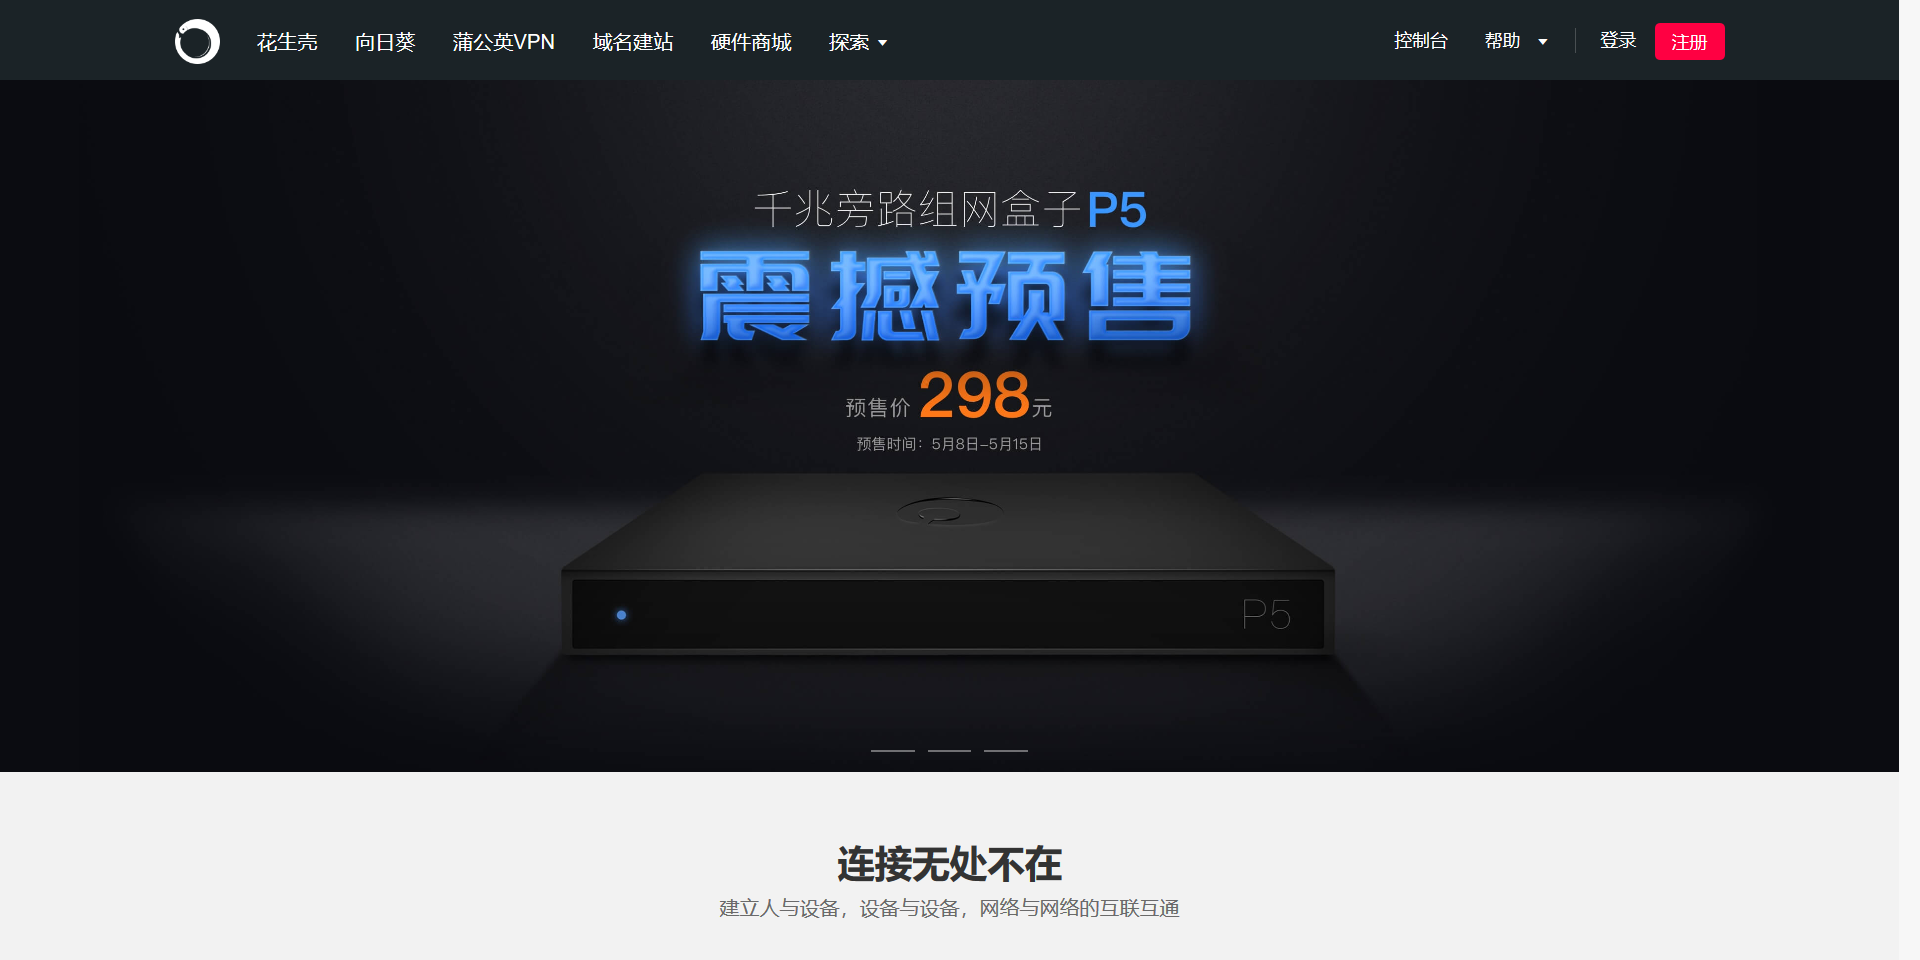 花生壳 向日葵 蒲公英VPN 域名建站 硬件商城 探索 控制台 帮助 登录 注册
千兆旁路组网盒子P5
震撼预售
预售价 298元
预售时间：5月8日-5月15日
P5
连接无处不在
建立人与设备，设备与设备，网络与网络的互联互通